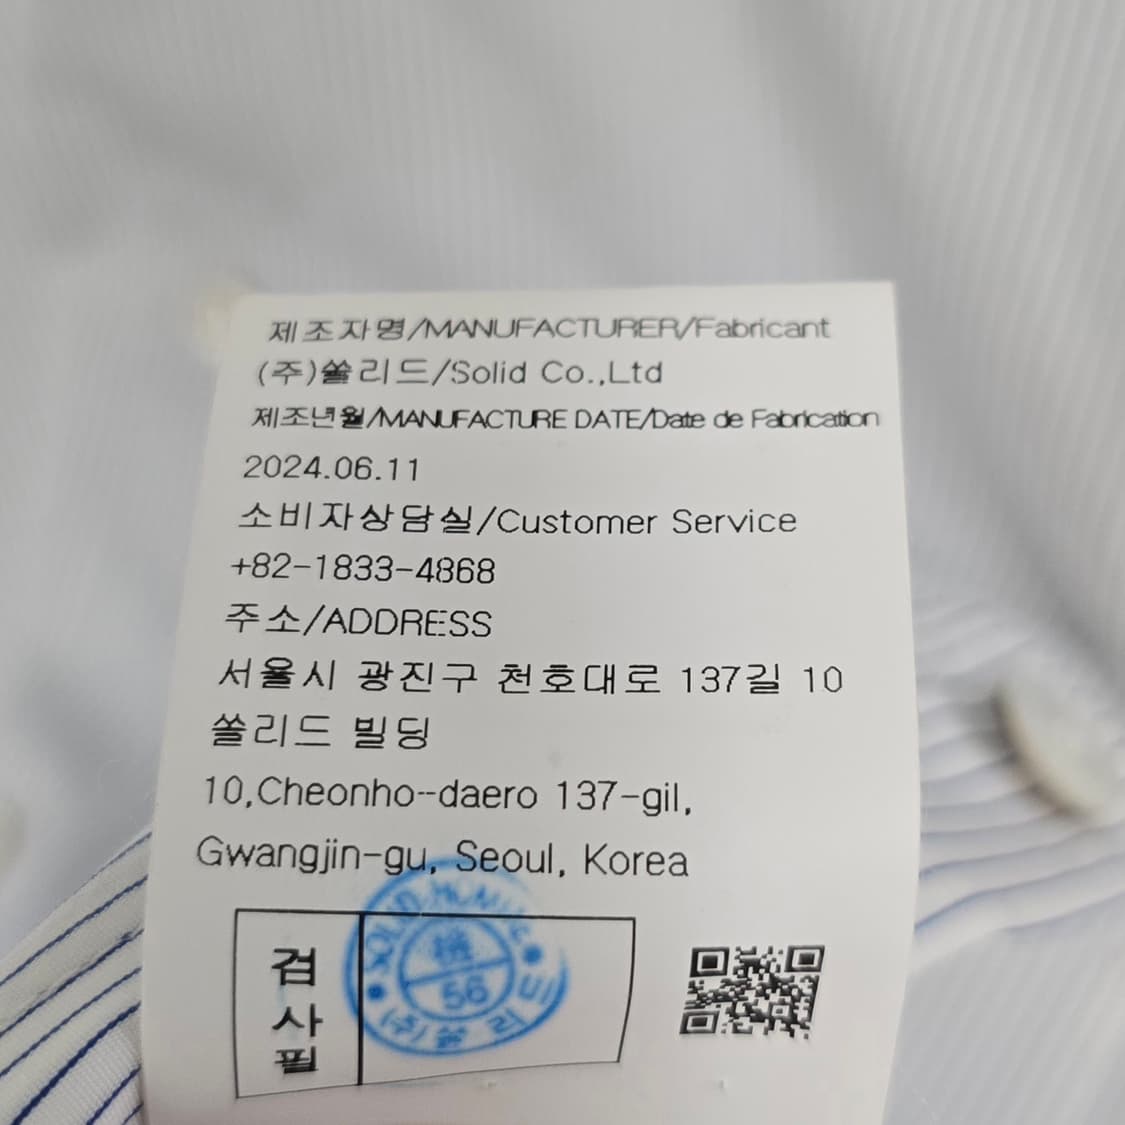 제조자명/MANUFACTURER/Fabricant
(주)쏠리드/Solid Co.,Ltd
제조년월/MANUFACTURE DATE/Date de Fabrication
2024.06.11
소비자상담실/Customer Service
+82-1833-4868
주소/ADDRESS
서울시 광진구 천호대로 137길 10
쏠리드 빌딩
10,Cheonho-daero 137-gil,
Gwangjin-gu, Seoul, Korea
검
사
필
56